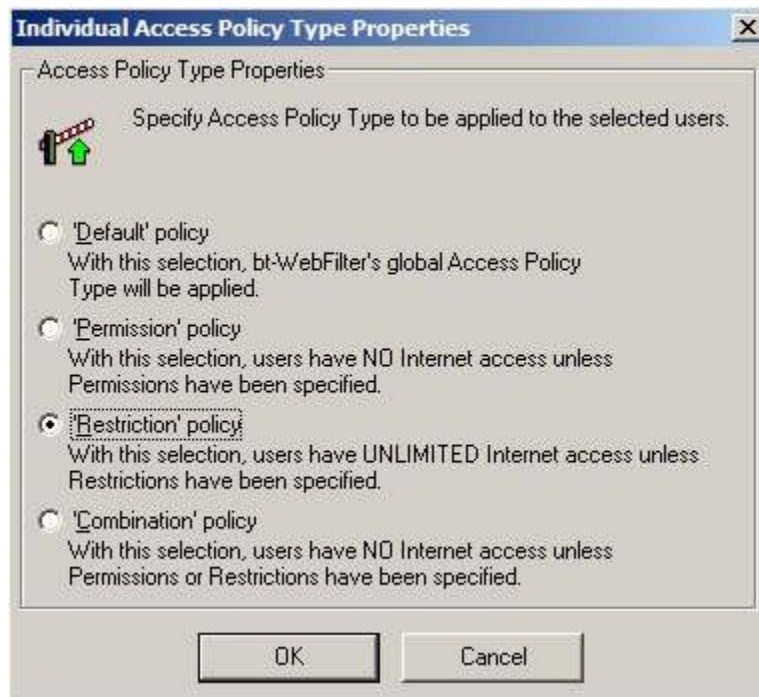 Individual Access Policy Type Properties
Access Policy Type Properties
Specify Access Policy Type to be applied to the selected users.
'Default' policy
With this selection, bt-WebFilter's global Access Policy
Type will be applied.
'Permission' policy
With this selection, users have NO Internet access unless
Permissions have been specified.
'Restriction' policy
With this selection, users have UNLIMITED Internet access unless
Restrictions have been specified.
'Combination' policy
With this selection, users have NO Internet access unless
Permissions or Restrictions have been specified.
OK
Cancel